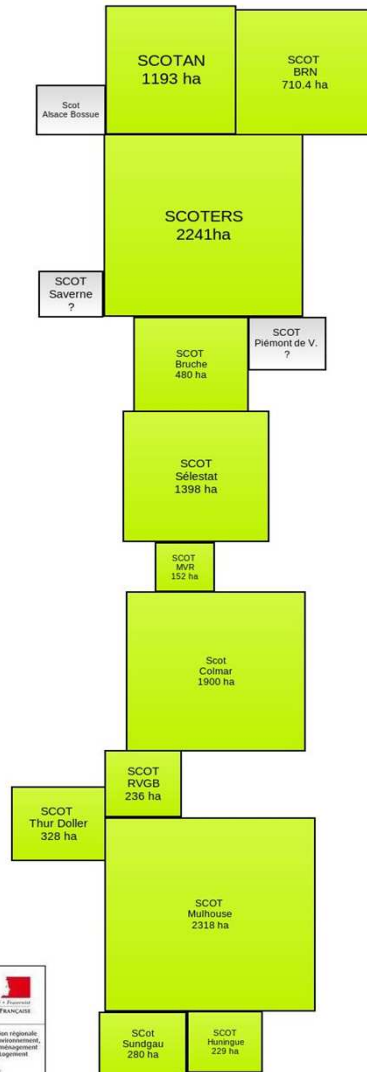 SCOTAN
1193 ha
SCOT
BRN
710.4 ha
Scot
Alsace Bossue
SCOTERS
2241ha
SCOT
Saverne
?
SCOT
Piémont de V.
?
SCOT
Bruche
480 ha
SCOT
Sélestat
1398 ha
SCOT
MVR
152 ha
Scot
Colmar
1900 ha
SCOT
RVGB
236 ha
SCOT
Thur Doller
328 ha
SCOT
Mulhouse
2318 ha
SCot
Sundgau
280 ha
SCOT
Huningue
229 ha
FRANÇAISE
régionale